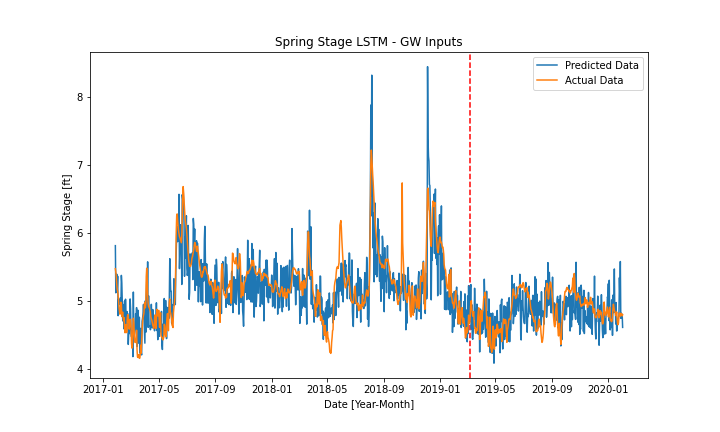 Spring Stage LSTM - GW Inputs
Predicted Data
Actual Data
8
7
6
5
4
Spring Stage [ft]
2017-01 2017-05 2017-09 2018-01 2018-05 2018-09 2019-01 2019-05 2019-09 2020-01
Date [Year-Month]